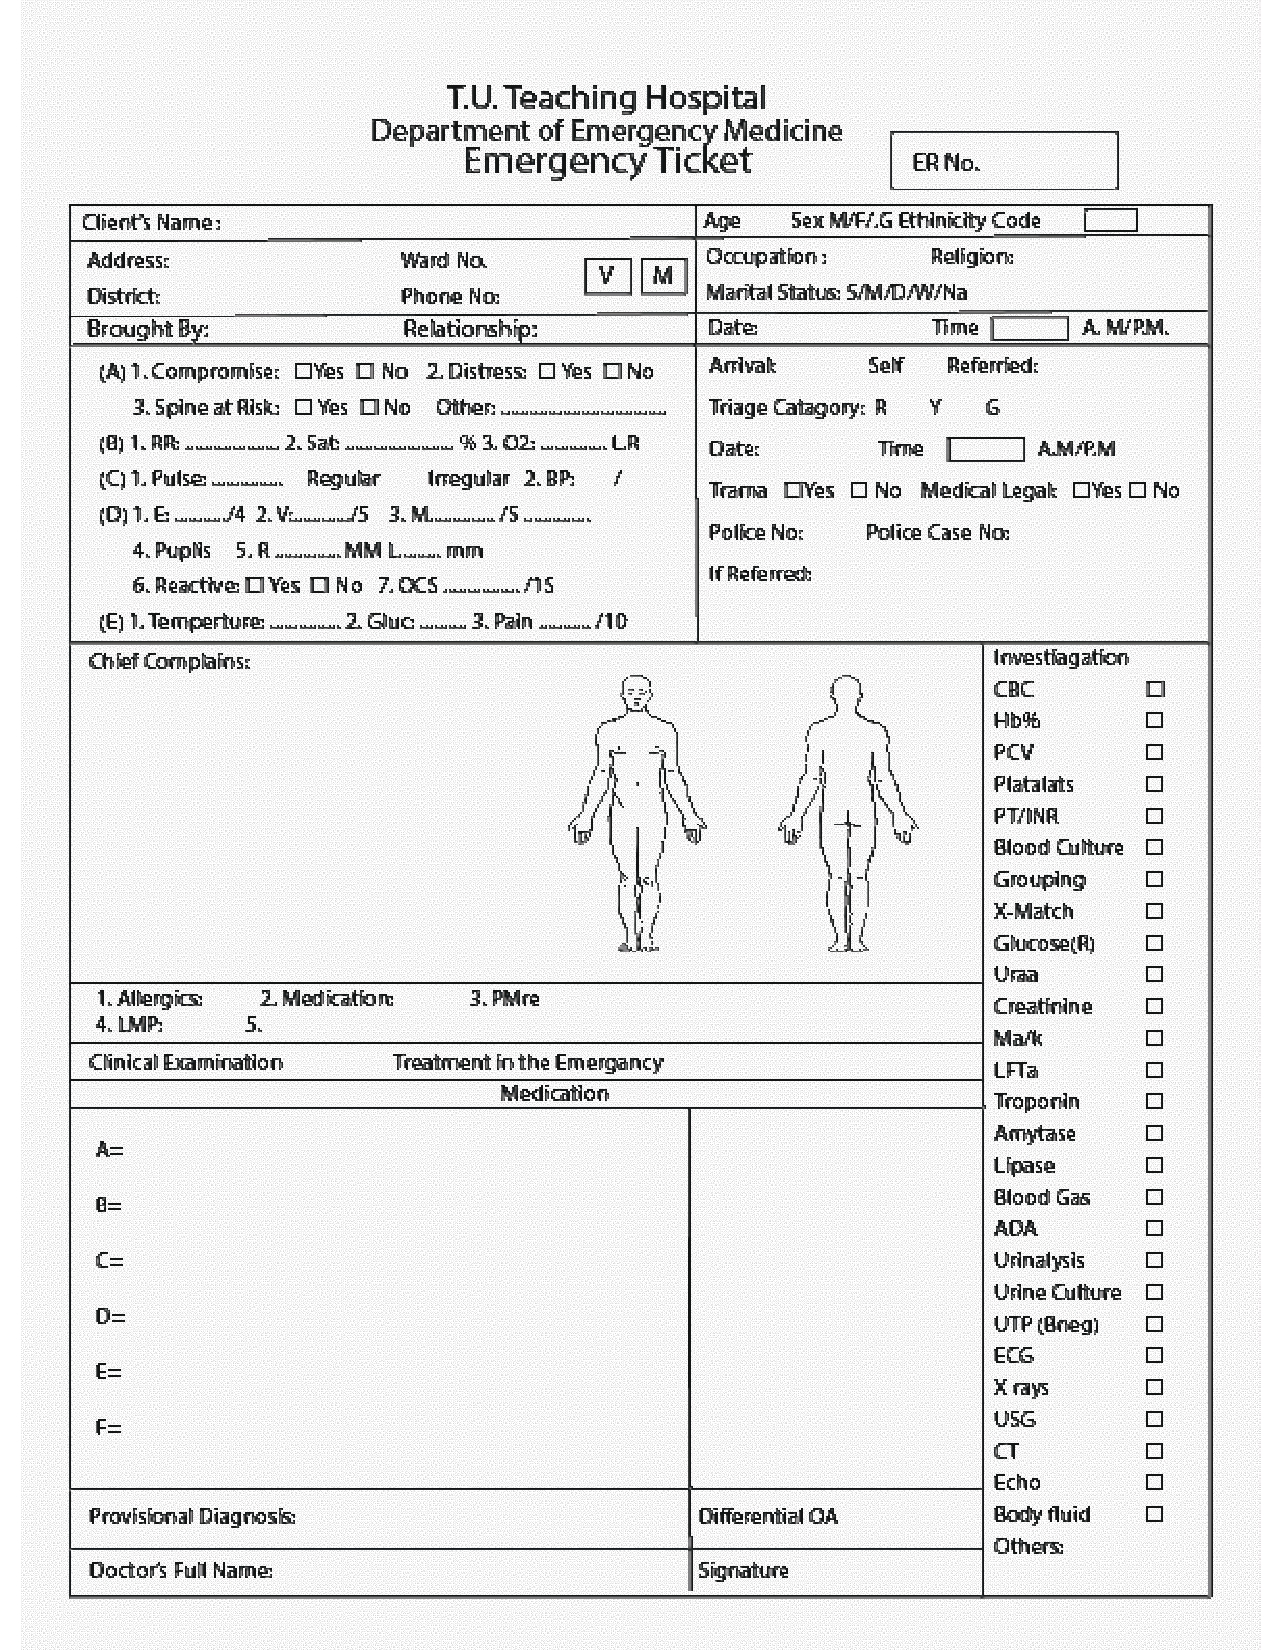 T.U. Teaching Hospital
Department of Emergency Medicine
Emergency Ticket
ER No.
Client's Name:
Age Sex M/F/.G Ethinicity Code
Address: Ward No.
V M
Occupation: Religion:
District: Phone No:
Marital Status: S/M/D/W/Na
Brought By: Relationship:
Date: Time A. M/P.M.
(A) 1. Compromise: Yes No 2. Distress: Yes No
3. Spine at Risk: Yes No Other: ........................
(B) 1. RR: .............. 2. Sat: ................ % 3. O2: .......... L.R
(C) 1. Pulse: ........... Regular Irregular 2. BP: /
(D) 1. E: ......../4 2. V:........./5 3. M.......... /5 ..........
4. Pupils 5. R .......... MM L...... mm
6. Reactive: Yes No 7. OCS ............ /15
(E) 1. Temperture: ........... 2. Gluc: ....... 3. Pain ........ /10
Arrival: Self Referried:
Triage Catagory: R Y G
Date: Time A.M/P.M
Trama Yes No Medical Legal: Yes No
Police No: Police Case No:
If Referred:
Chief Complains:
1. Allergics: 2. Medication: 3. PMre
4. LMP: 5.
Clinical Examination Treatment in the Emergancy
Medication
A=
B=
C=
D=
E=
F=
Provisional Diagnosis: Differential OA
Doctor's Full Name: Signature
Investiagation
CBC
Hb%
PCV
Platalats
PT/INR
Blood Culture
Grouping
X-Match
Glucose(R)
Uraa
Creatinine
Ma/k
LFTa
Troponin
Amytase
Lipase
Blood Gas
ADA
Urinalysis
Urine Culture
UTP (Bneg)
ECG
X rays
USG
CT
Echo
Body fluid
Others: